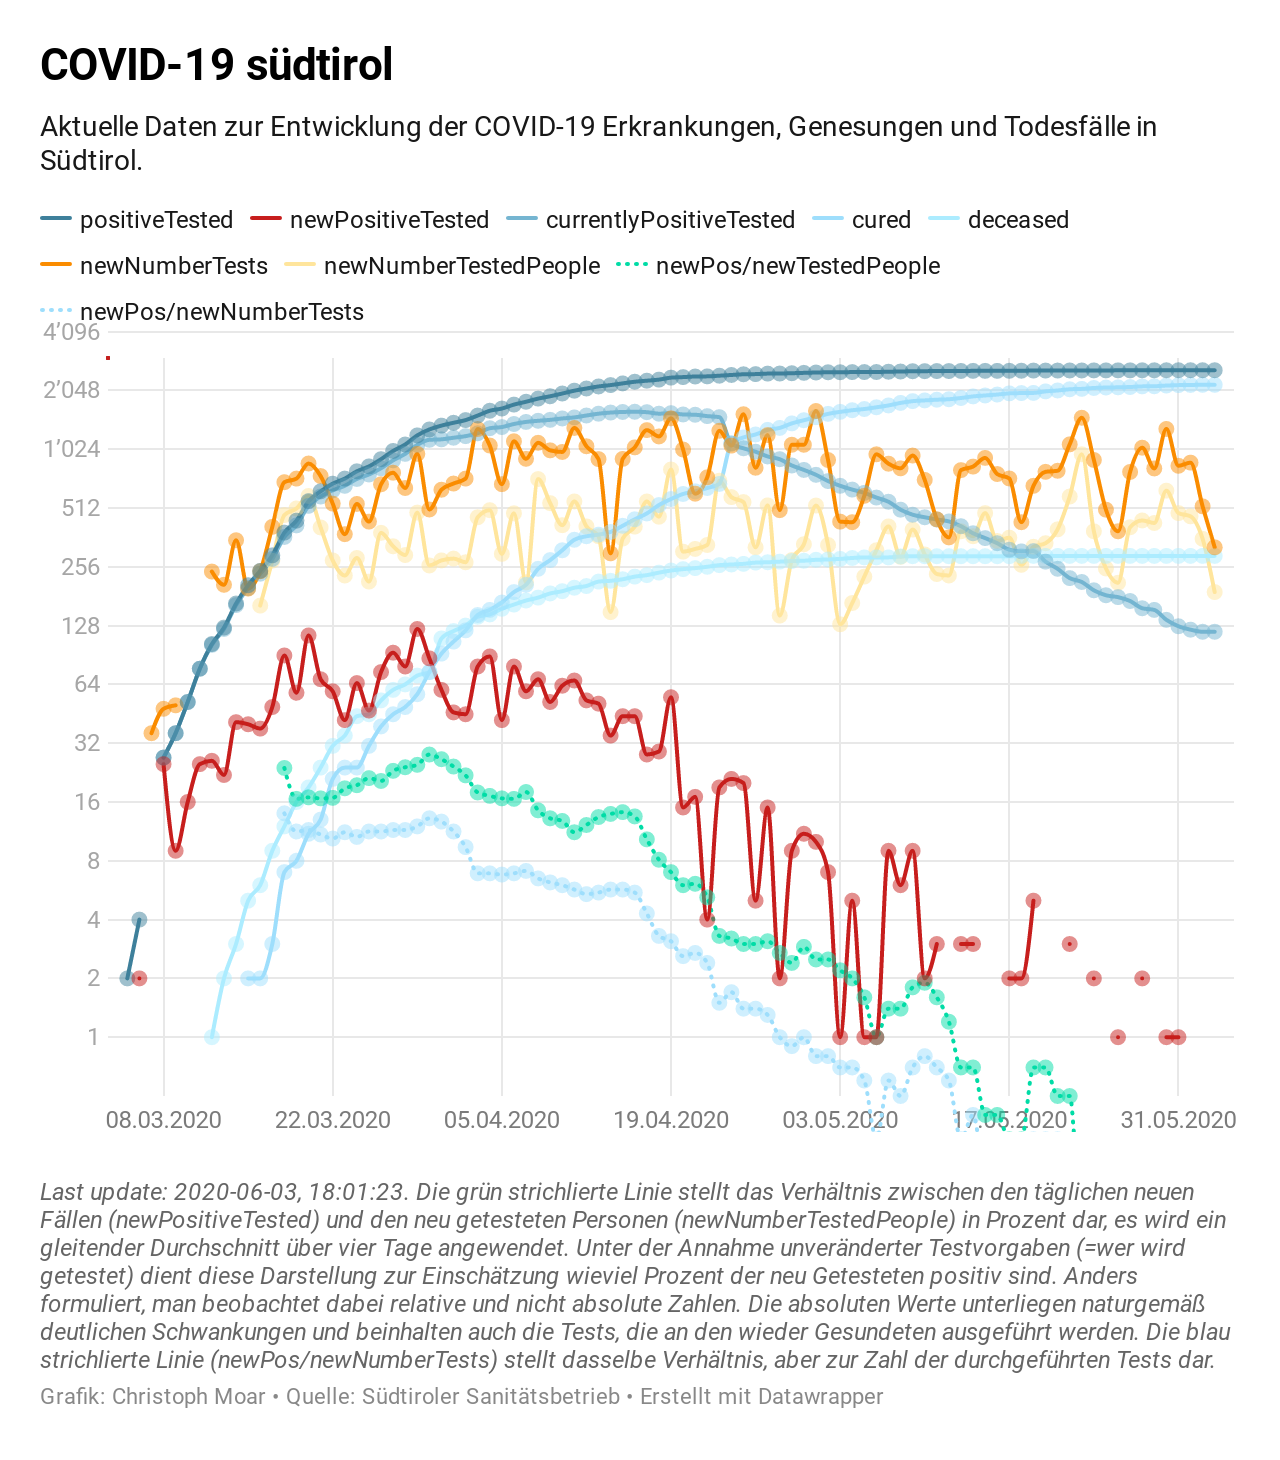 COVID-19 südtirol
Aktuelle Daten zur Entwicklung der COVID-19 Erkrankungen, Genesungen und Todesfälle in
Südtirol.
positiveTested newPositiveTested currentlyPositiveTested cured deceased
newNumberTests newNumberTestedPeople newPos/newTestedPeople
newPos/newNumberTests
4’096
2’048
1’024
512
256
128
64
32
16
8
4
2
1
08.03.2020 22.03.2020 05.04.2020 19.04.2020 03.05.2020 17.05.2020 31.05.2020
Last update: 2020-06-03, 18:01:23. Die grün strichlierte Linie stellt das Verhältnis zwischen den täglichen neuen
Fällen (newPositiveTested) und den neu getesteten Personen (newNumberTestedPeople) in Prozent dar, es wird ein
gleitender Durchschnitt über vier Tage angewendet. Unter der Annahme unveränderter Testvorgaben (=wer wird
getestet) dient diese Darstellung zur Einschätzung wieviel Prozent der neu Getesteten positiv sind. Anders
formuliert, man beobachtet dabei relative und nicht absolute Zahlen. Die absoluten Werte unterliegen naturgemäß
deutlichen Schwankungen und beinhalten auch die Tests, die an den wieder Gesundeten ausgeführt werden. Die blau
strichlierte Linie (newPos/newNumberTests) stellt dasselbe Verhältnis, aber zur Zahl der durchgeführten Tests dar.
Grafik: Christoph Moar • Quelle: Südtiroler Sanitätsbetrieb • Erstellt mit Datawrapper